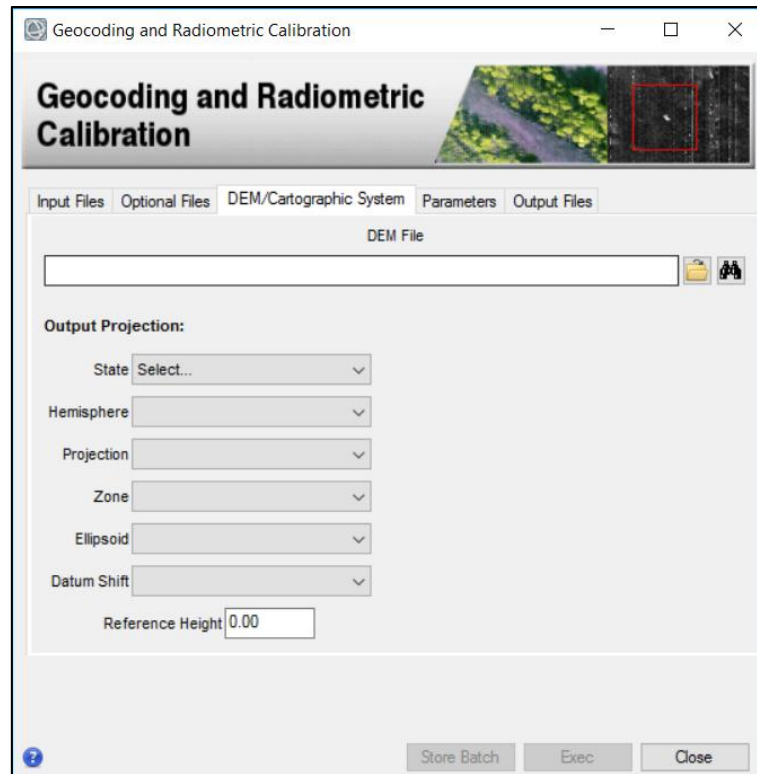 Geocoding and Radiometric Calibration
Geocoding and Radiometric
Calibration
Input Files Optional Files DEM/Cartographic System Parameters Output Files
DEM File
Output Projection:
State Select...
Hemisphere
Projection
Zone
Ellipsoid
Datum Shift
Reference Height 0.00
? Store Batch Exec Close